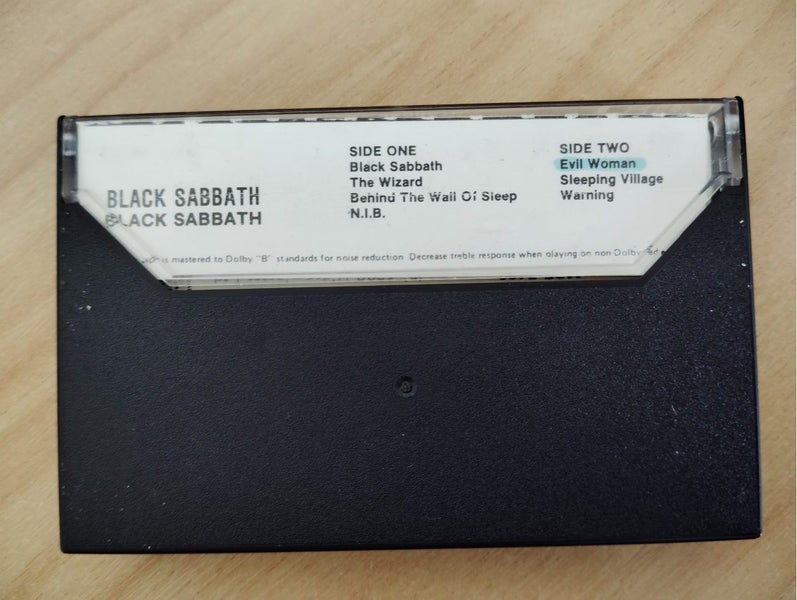 BLACK SABBATH
BLACK SABBATH
SIDE ONE
Black Sabbath
The Wizard
Behind The Wall Of Sleep
N.I.B.
SIDE TWO
Evil Woman
Sleeping Village
Warning
is mastered to Dolby "B" standards for noise reduction. Decrease treble response when playing on non Dolby